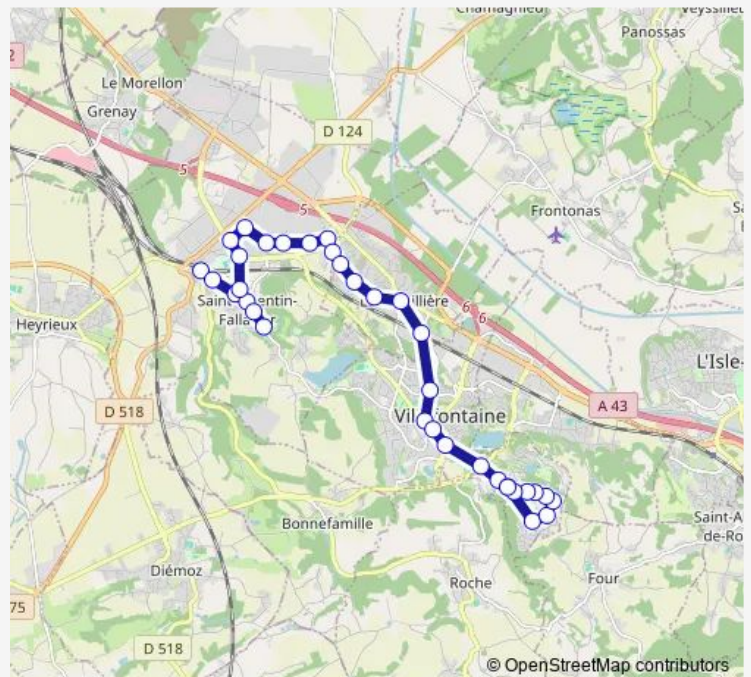 Chamagnieu
Veyssilieu
Panossas
2
Le Morellon
Grenay
D 124
5
5
Frontonas
Heyrieux
6
6
L'Isle-
D 518
A 43
Bonnefamille
Saint-A
de-Ro
Diémoz
Roche
Four
75
D 518
© OpenStreetMap contributors